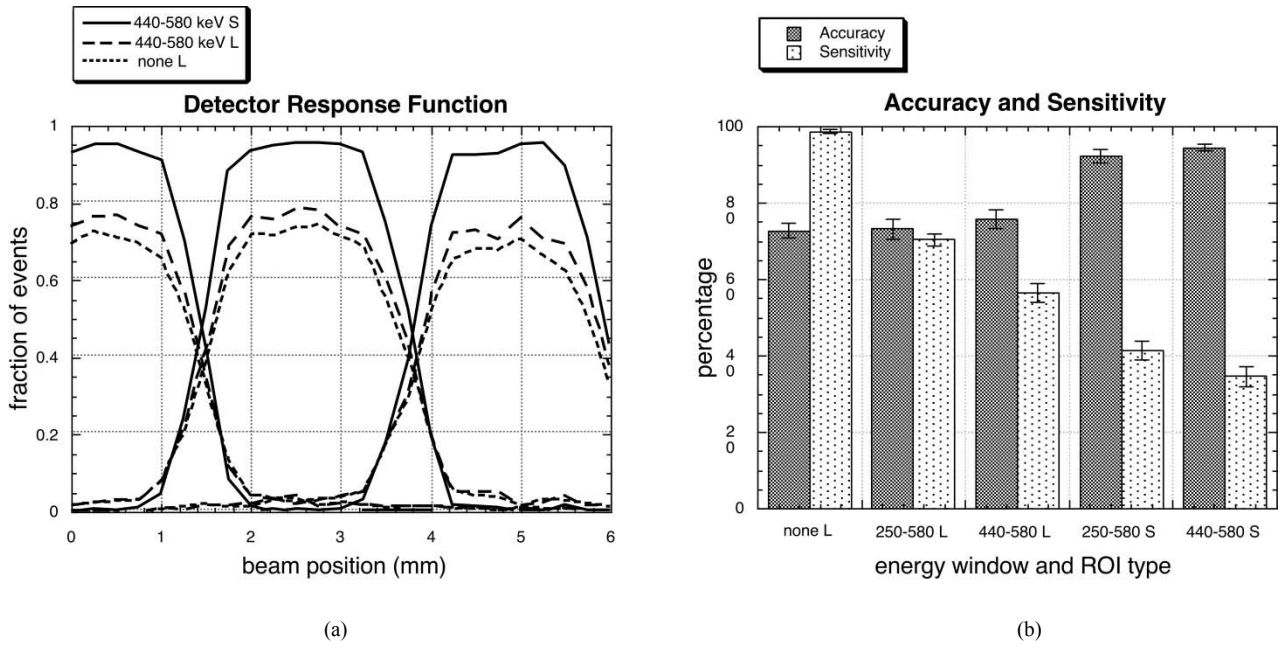 440-580 keV S
440-580 keV L
none L
Detector Response Function
1
0.8
0.6
0.4
0.2
0
fraction of events
0 1 2 3 4 5 6
beam position (mm)
(a)
Accuracy
Sensitivity
Accuracy and Sensitivity
100
8
0
6
0
4
0
2
0
0
percentage
none L 250-580 L 440-580 L 250-580 S 440-580 S
energy window and ROI type
(b)